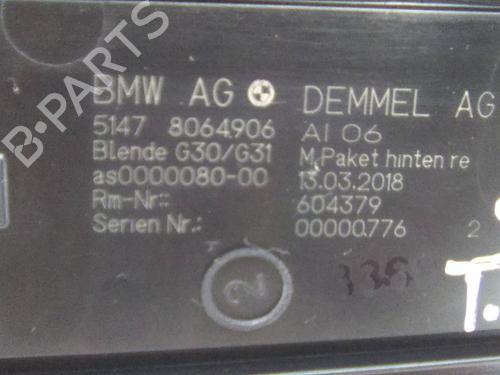 BMW AG DEMMEL AG
5147 8064906 AI 06
Blende G30/G31 M.Paket hinten re
as0000080-00 13.03.2018
Rm-Nr: 604379
Serien Nr.: 00000776 2
2
T.
B-PARTS